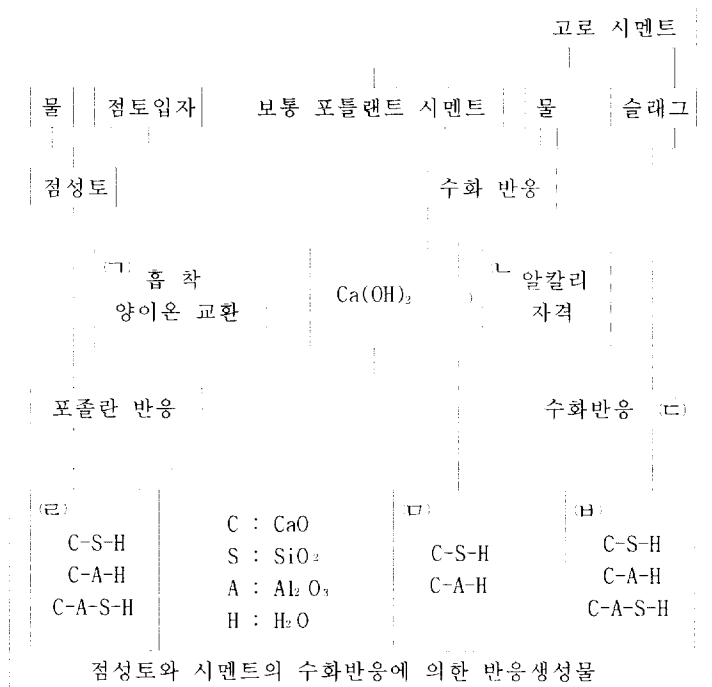 고로 시멘트
물 점토입자 보통 포틀랜트 시멘트 물 슬래그
점성토 수화 반응
(ㄱ) 흡 착
양이온 교환
Ca(OH)₂
ㄴ 알칼리
자격
포졸란 반응 수화반응 (ㄷ)
(ㄹ)
C-S-H
C-A-H
C-A-S-H
C : CaO
S : SiO₂
A : Al₂O₃
H : H₂O
ㅁ)
C-S-H
C-A-H
(ㅂ)
C-S-H
C-A-H
C-A-S-H
점성토와 시멘트의 수화반응에 의한 반응생성물